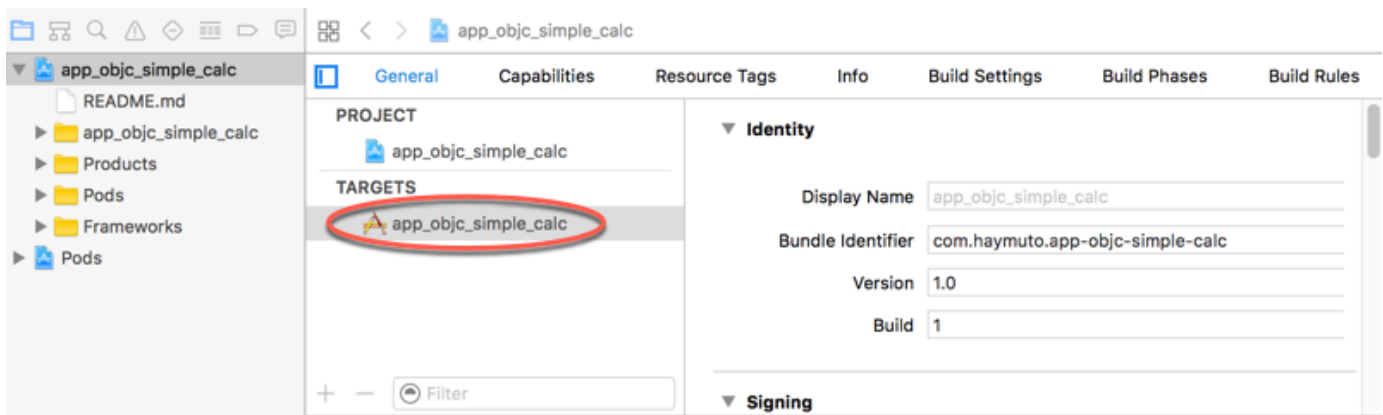 app_objc_simple_calc
app_objc_simple_calc
README.md
app_objc_simple_calc
Products
Pods
Frameworks
Pods
General Capabilities Resource Tags Info Build Settings Build Phases Build Rules
PROJECT
app_objc_simple_calc
TARGETS
app_objc_simple_calc
Filter
Identity
Display Name app_objc_simple_calc
Bundle Identifier com.haymuto.app-objc-simple-calc
Version 1.0
Build 1
Signing